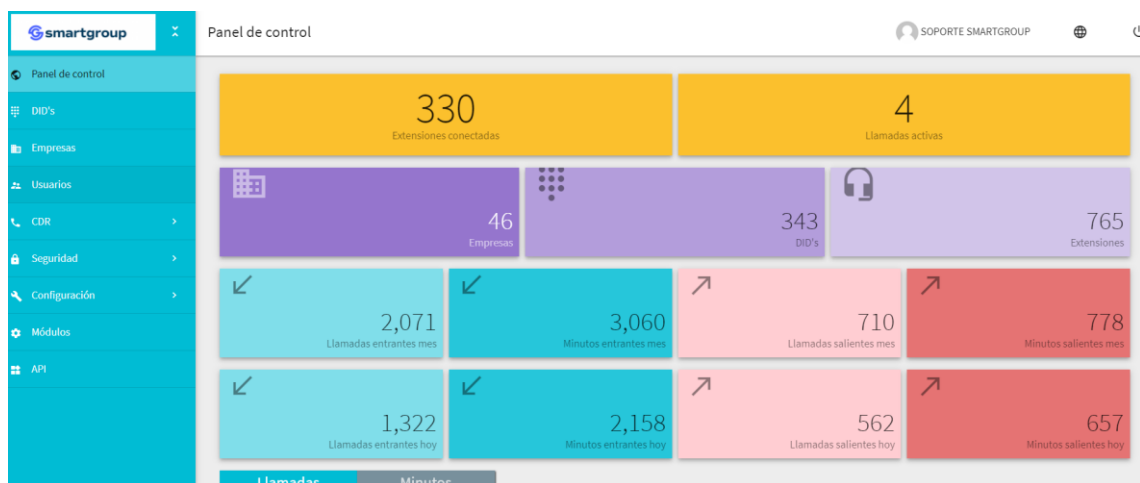 smartgroup
Panel de control
SOPORTE SMARTGROUP
Panel de control
DID's
Empresas
Usuarios
CDR
Seguridad
Configuración
Módulos
API
330
Extensiones conectadas
4
Llamadas activas
46
Empresas
343
DID's
765
Extensiones
2,071
Llamadas entrantes mes
3,060
Minutos entrantes mes
710
Llamadas salientes mes
778
Minutos salientes mes
1,322
Llamadas entrantes hoy
2,158
Minutos entrantes hoy
562
Llamadas salientes hoy
657
Minutos salientes hoy
Llamadas
Minutos